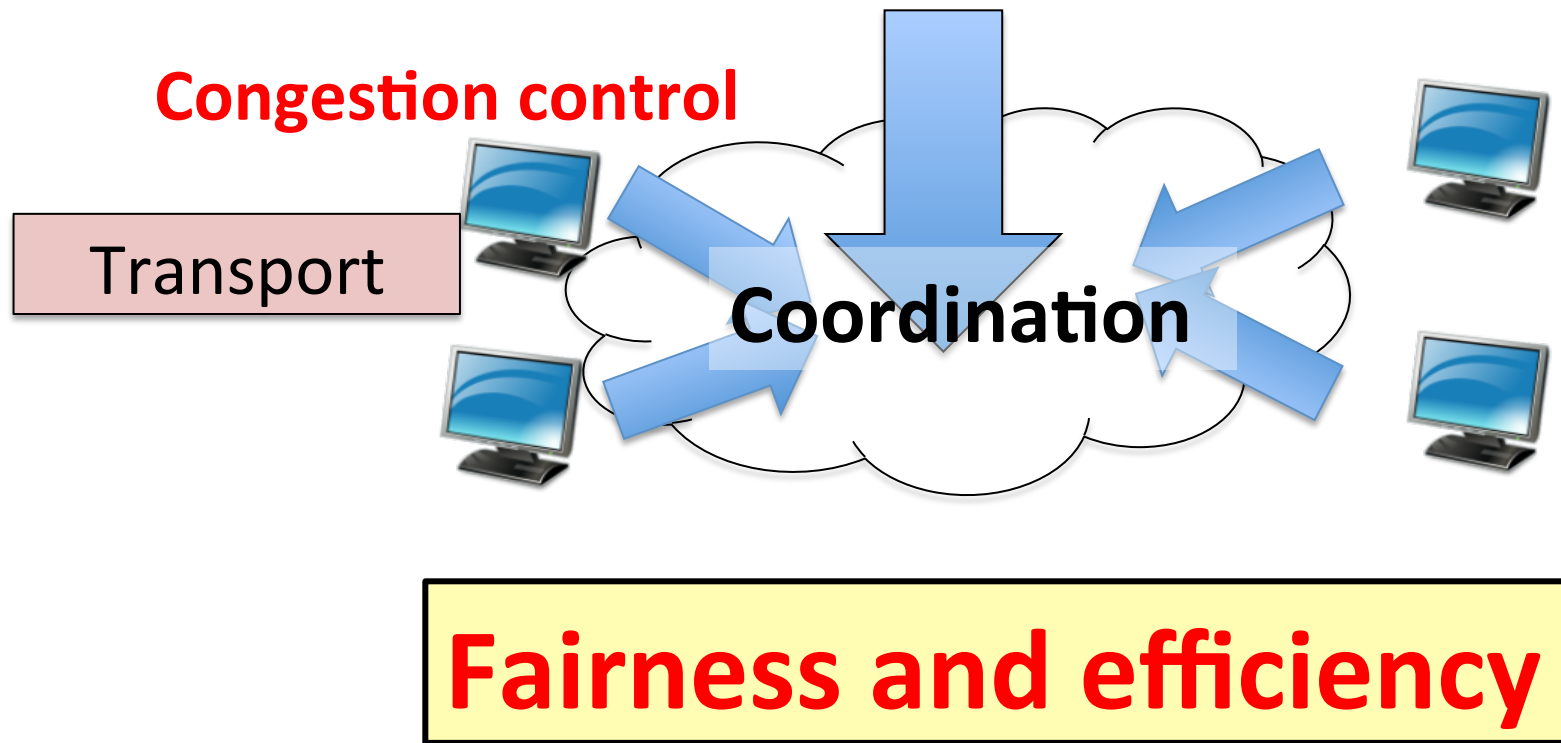 Congestion control
Transport
Coordination
Fairness and efficiency